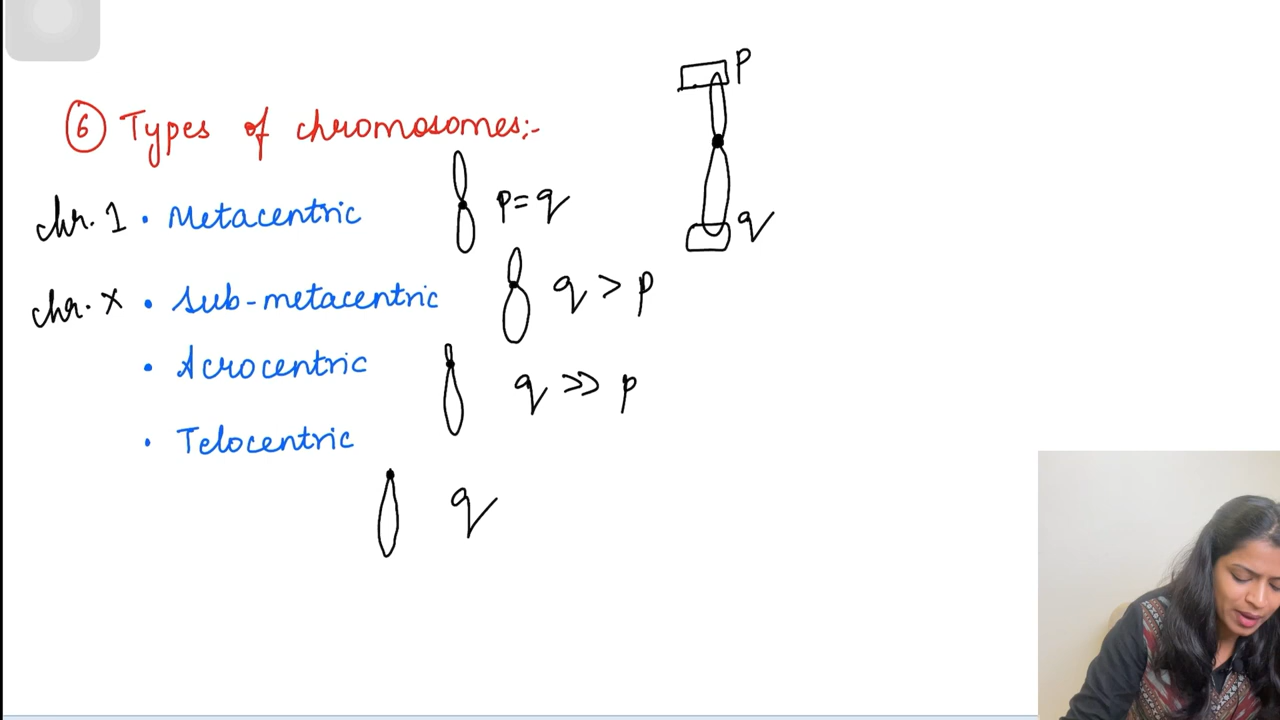 ⑥ Types of chromosomes:-
p
chr. 1 • Metacentric p = q
q
chr. X • Sub-metacentric q > p
• Acrocentric q >> p
• Telocentric
q